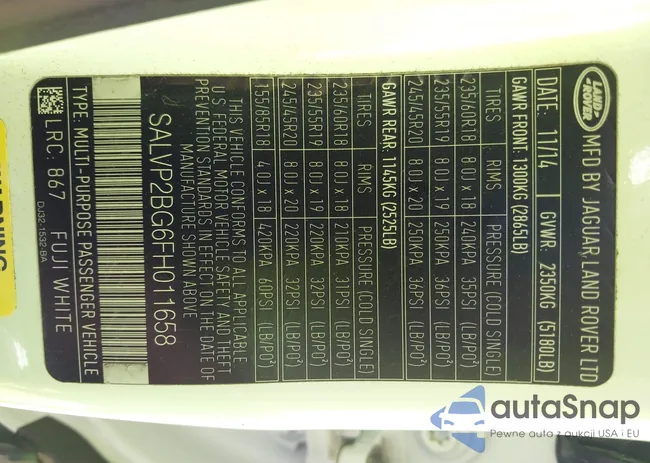 LAND ROVER
MFD BY JAGUAR LAND ROVER LTD
DATE: 11/14 GVWR: 2350KG (5180LB)
GAWR FRONT: 1300KG (2865LB)
TIRES RIMS PRESSURE (COLD SINGLE)
235/60R18 8.0J x 18 240KPA 35PSI (LB/PO²)
235/55R19 8.0J x 19 250KPA 36PSI (LB/PO²)
245/45R20 8.0J x 20 250KPA 36PSI (LB/PO²)
GAWR REAR: 1145KG (2525LB)
TIRES RIMS PRESSURE (COLD SINGLE)
235/60R18 8.0J x 18 210KPA 31PSI (LB/PO²)
235/55R19 8.0J x 19 220KPA 32PSI (LB/PO²)
245/45R20 8.0J x 20 220KPA 32PSI (LB/PO²)
155/85R18 4.0J x 18 420KPA 60PSI (LB/PO²)
THIS VEHICLE CONFORMS TO ALL APPLICABLE
U.S FEDERAL MOTOR VEHICLE SAFETY AND THEFT
PREVENTION STANDARDS IN EFFECT ON THE DATE OF
MANUFACTURE SHOWN ABOVE
SALVP2BG6FH011658
TYPE: MULTI-PURPOSE PASSENGER VEHICLE
LRC: 867 FUJI WHITE
DJ32-1532-BA
WARNING
autaSnap
Pewne auta z aukcji USA i EU